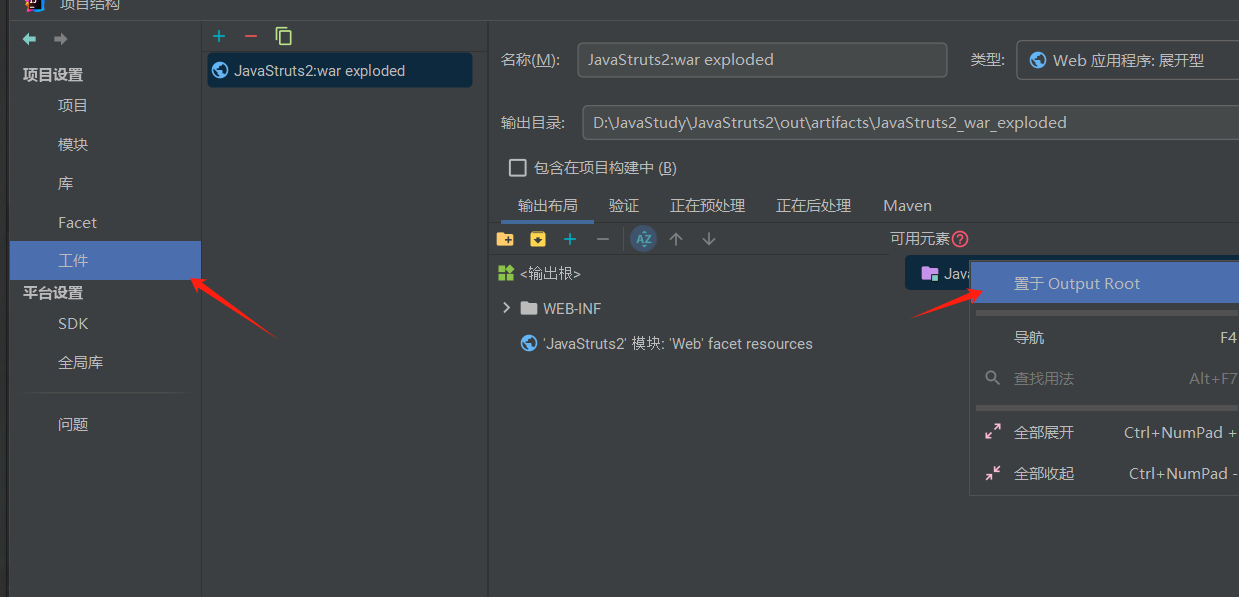 项目结构
项目设置
项目
模块
库
Facet
工件
平台设置
SDK
全局库
问题
JavaStruts2:war exploded
名称(M):
JavaStruts2:war exploded
类型:
Web 应用程序: 展开型
输出目录:
D:\JavaStudy\JavaStruts2\out\artifacts\JavaStruts2_war_exploded
包含在项目构建中 (B)
输出布局 验证 正在预处理 正在后处理 Maven
AZ
<输出根>
WEB-INF
'JavaStruts2' 模块: 'Web' facet resources
可用元素
Java
置于 Output Root
导航 F4
查找用法 Alt+F7
全部展开 Ctrl+NumPad +
全部收起 Ctrl+NumPad -